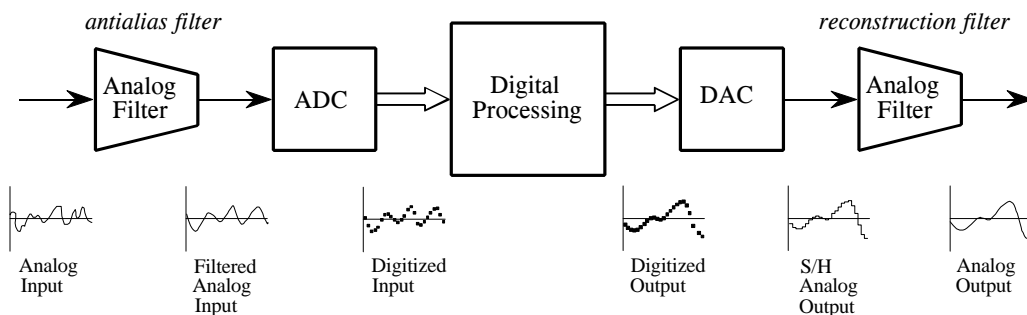 antialias filter
reconstruction filter
Analog
Filter
ADC
Digital
Processing
DAC
Analog
Filter
Analog
Input
Filtered
Analog
Input
Digitized
Input
Digitized
Output
S/H
Analog
Output
Analog
Output